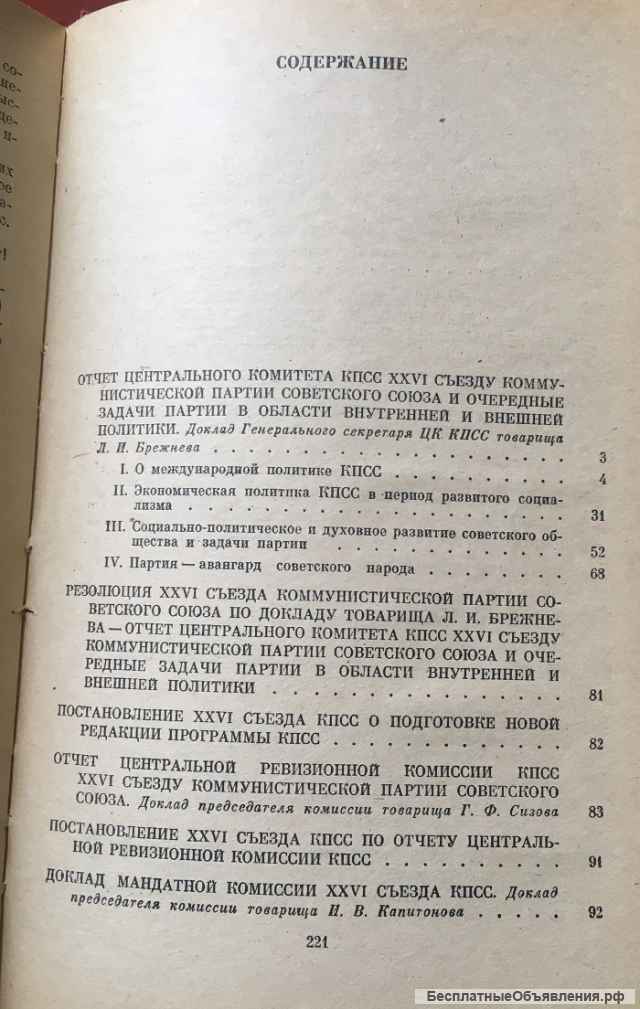 со-
не-
ыс-
де-
и-
их
ое
а-
с.
!
СОДЕРЖАНИЕ
ОТЧЕТ ЦЕНТРАЛЬНОГО КОМИТЕТА КПСС XXVI СЪЕЗДУ КОММУ-
НИСТИЧЕСКОЙ ПАРТИИ СОВЕТСКОГО СОЮЗА И ОЧЕРЕДНЫЕ
ЗАДАЧИ ПАРТИИ В ОБЛАСТИ ВНУТРЕННЕЙ И ВНЕШНЕЙ
ПОЛИТИКИ. Доклад Генерального секретаря ЦК КПСС товарища
Л. И. Брежнева . . . . . . . . . . . . . . . . . . . 3
I. О международной политике КПСС . . . . . . . . . . 4
II. Экономическая политика КПСС в период развитого социа-
лизма . . . . . . . . . . . . . . . . . . 31
III. Социально-политическое и духовное развитие советского об-
щества и задачи партии . . . . . . . . . . . . 52
IV. Партия — авангард советского народа . . . . . . . . 68
РЕЗОЛЮЦИЯ XXVI СЪЕЗДА КОММУНИСТИЧЕСКОЙ ПАРТИИ СО-
ВЕТСКОГО СОЮЗА ПО ДОКЛАДУ ТОВАРИЩА Л. И. БРЕЖНЕ-
ВА — ОТЧЕТ ЦЕНТРАЛЬНОГО КОМИТЕТА КПСС XXVI СЪЕЗДУ
КОММУНИСТИЧЕСКОЙ ПАРТИИ СОВЕТСКОГО СОЮЗА И ОЧЕ-
РЕДНЫЕ ЗАДАЧИ ПАРТИИ В ОБЛАСТИ ВНУТРЕННЕЙ И
ВНЕШНЕЙ ПОЛИТИКИ . . . . . . . . . . . . . . . 81
ПОСТАНОВЛЕНИЕ XXVI СЪЕЗДА КПСС О ПОДГОТОВКЕ НОВОЙ
РЕДАКЦИИ ПРОГРАММЫ КПСС . . . . . . . . . . . . 82
ОТЧЕТ ЦЕНТРАЛЬНОЙ РЕВИЗИОННОЙ КОМИССИИ КПСС
XXVI СЪЕЗДУ КОММУНИСТИЧЕСКОЙ ПАРТИИ СОВЕТСКОГО
СОЮЗА. Доклад председателя комиссии товарища Г. Ф. Сизова 83
ПОСТАНОВЛЕНИЕ XXVI СЪЕЗДА КПСС ПО ОТЧЕТУ ЦЕНТРАЛЬ-
НОЙ РЕВИЗИОННОЙ КОМИССИИ КПСС . . . . . . . . . . 91
ДОКЛАД МАНДАТНОЙ КОМИССИИ XXVI СЪЕЗДА КПСС. Доклад
председателя комиссии товарища И. В. Капитонова . . . . . 92
221
БесплатныеОбъявления.рф